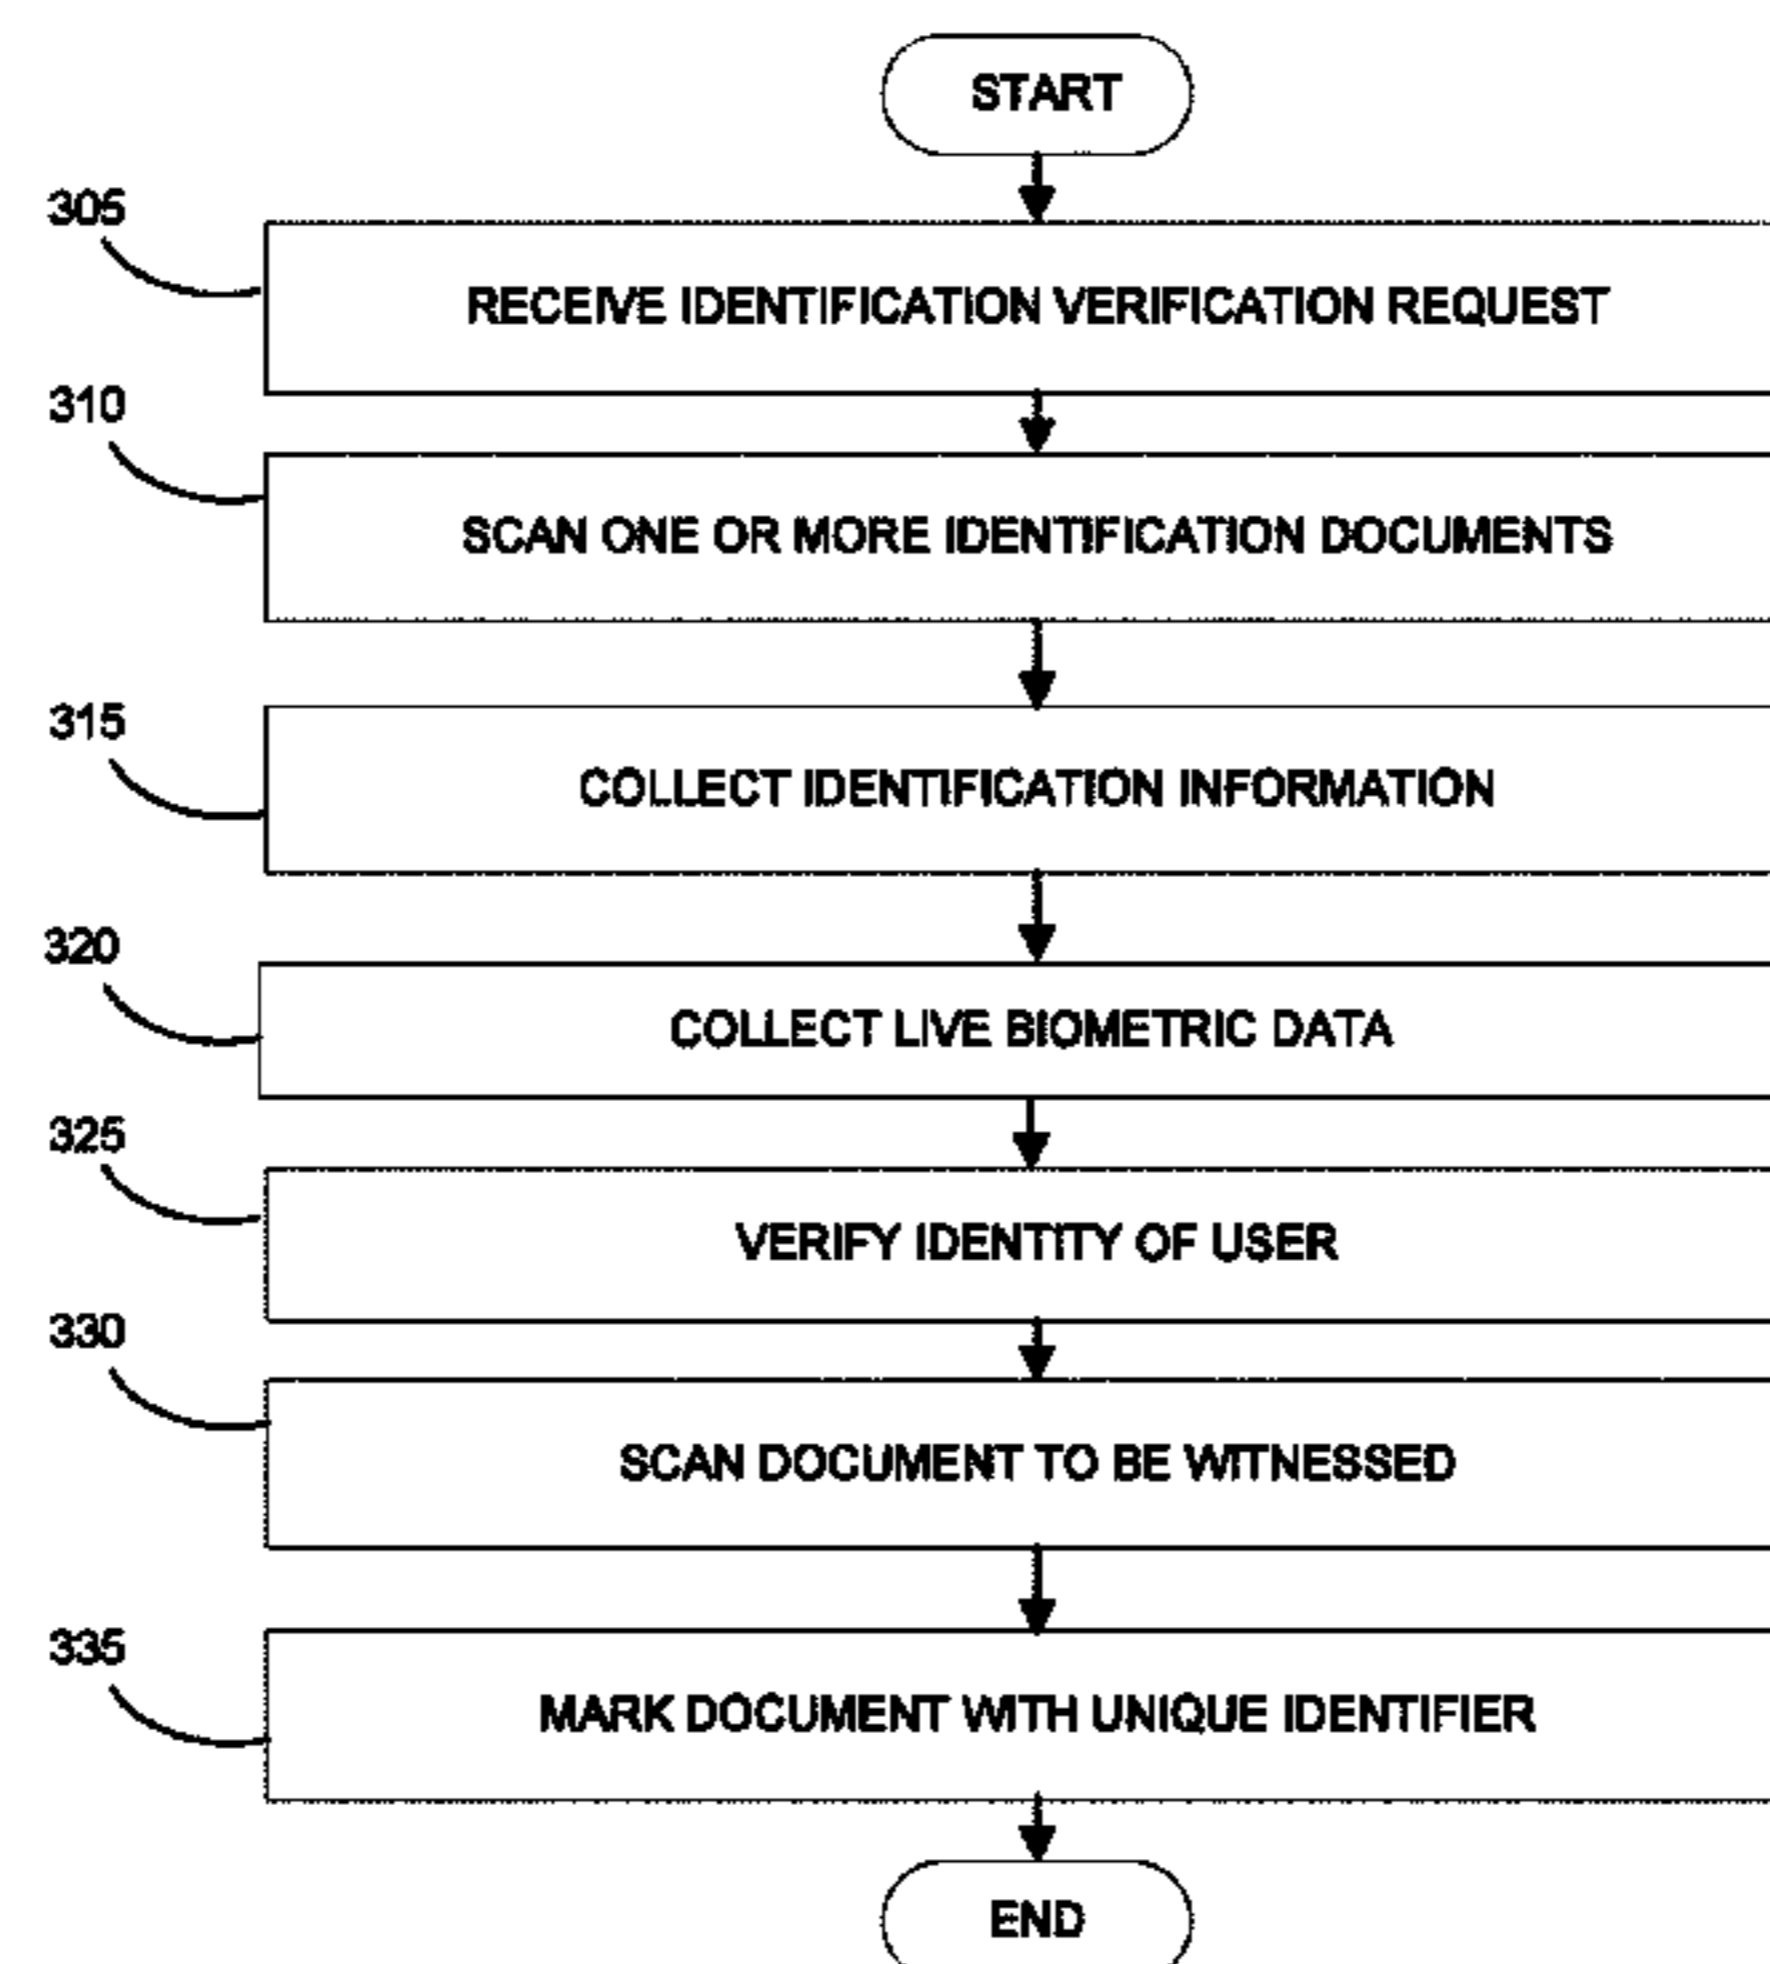 START
305
RECEIVE IDENTIFICATION VERIFICATION REQUEST
310
SCAN ONE OR MORE IDENTIFICATION DOCUMENTS
315
COLLECT IDENTIFICATION INFORMATION
320
COLLECT LIVE BIOMETRIC DATA
325
VERIFY IDENTITY OF USER
330
SCAN DOCUMENT TO BE WITNESSED
335
MARK DOCUMENT WITH UNIQUE IDENTIFIER
END